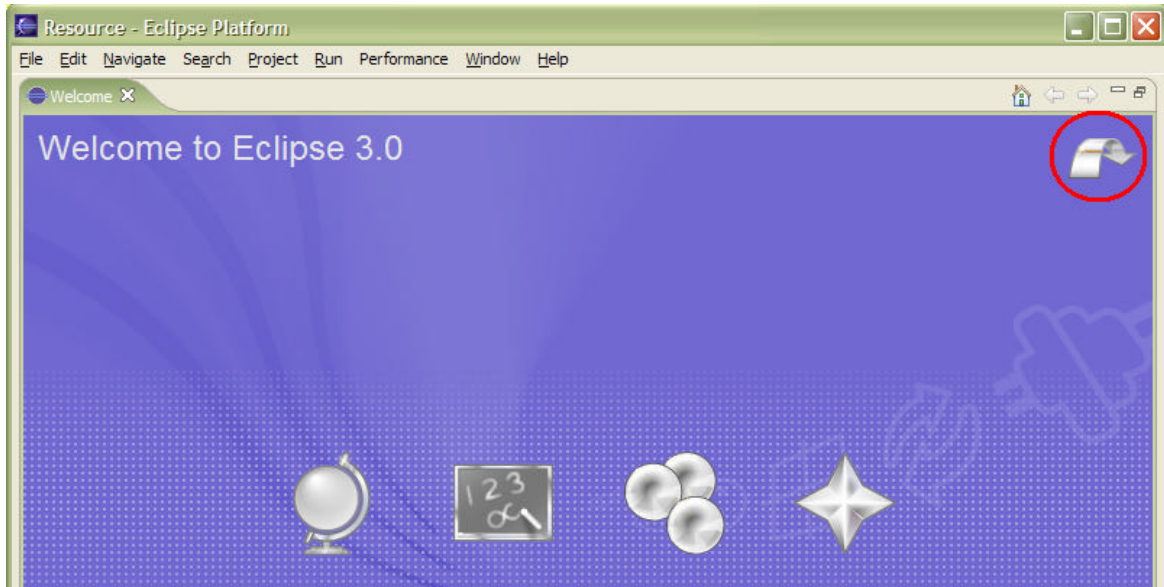 Resource - Eclipse Platform
File Edit Navigate Search Project Run Performance Window Help
Welcome
Welcome to Eclipse 3.0
123